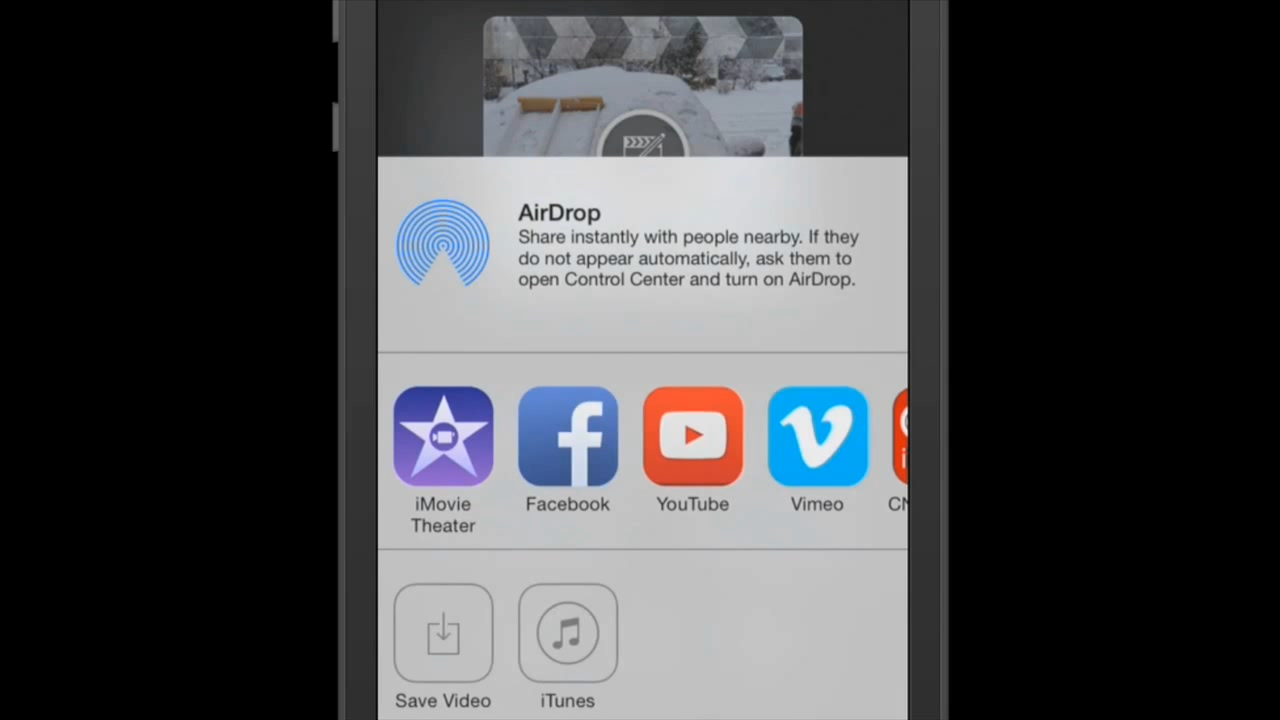 AirDrop
Share instantly with people nearby. If they
do not appear automatically, ask them to
open Control Center and turn on AirDrop.
iMovie
Theater
Facebook
YouTube
Vimeo
Save Video
iTunes